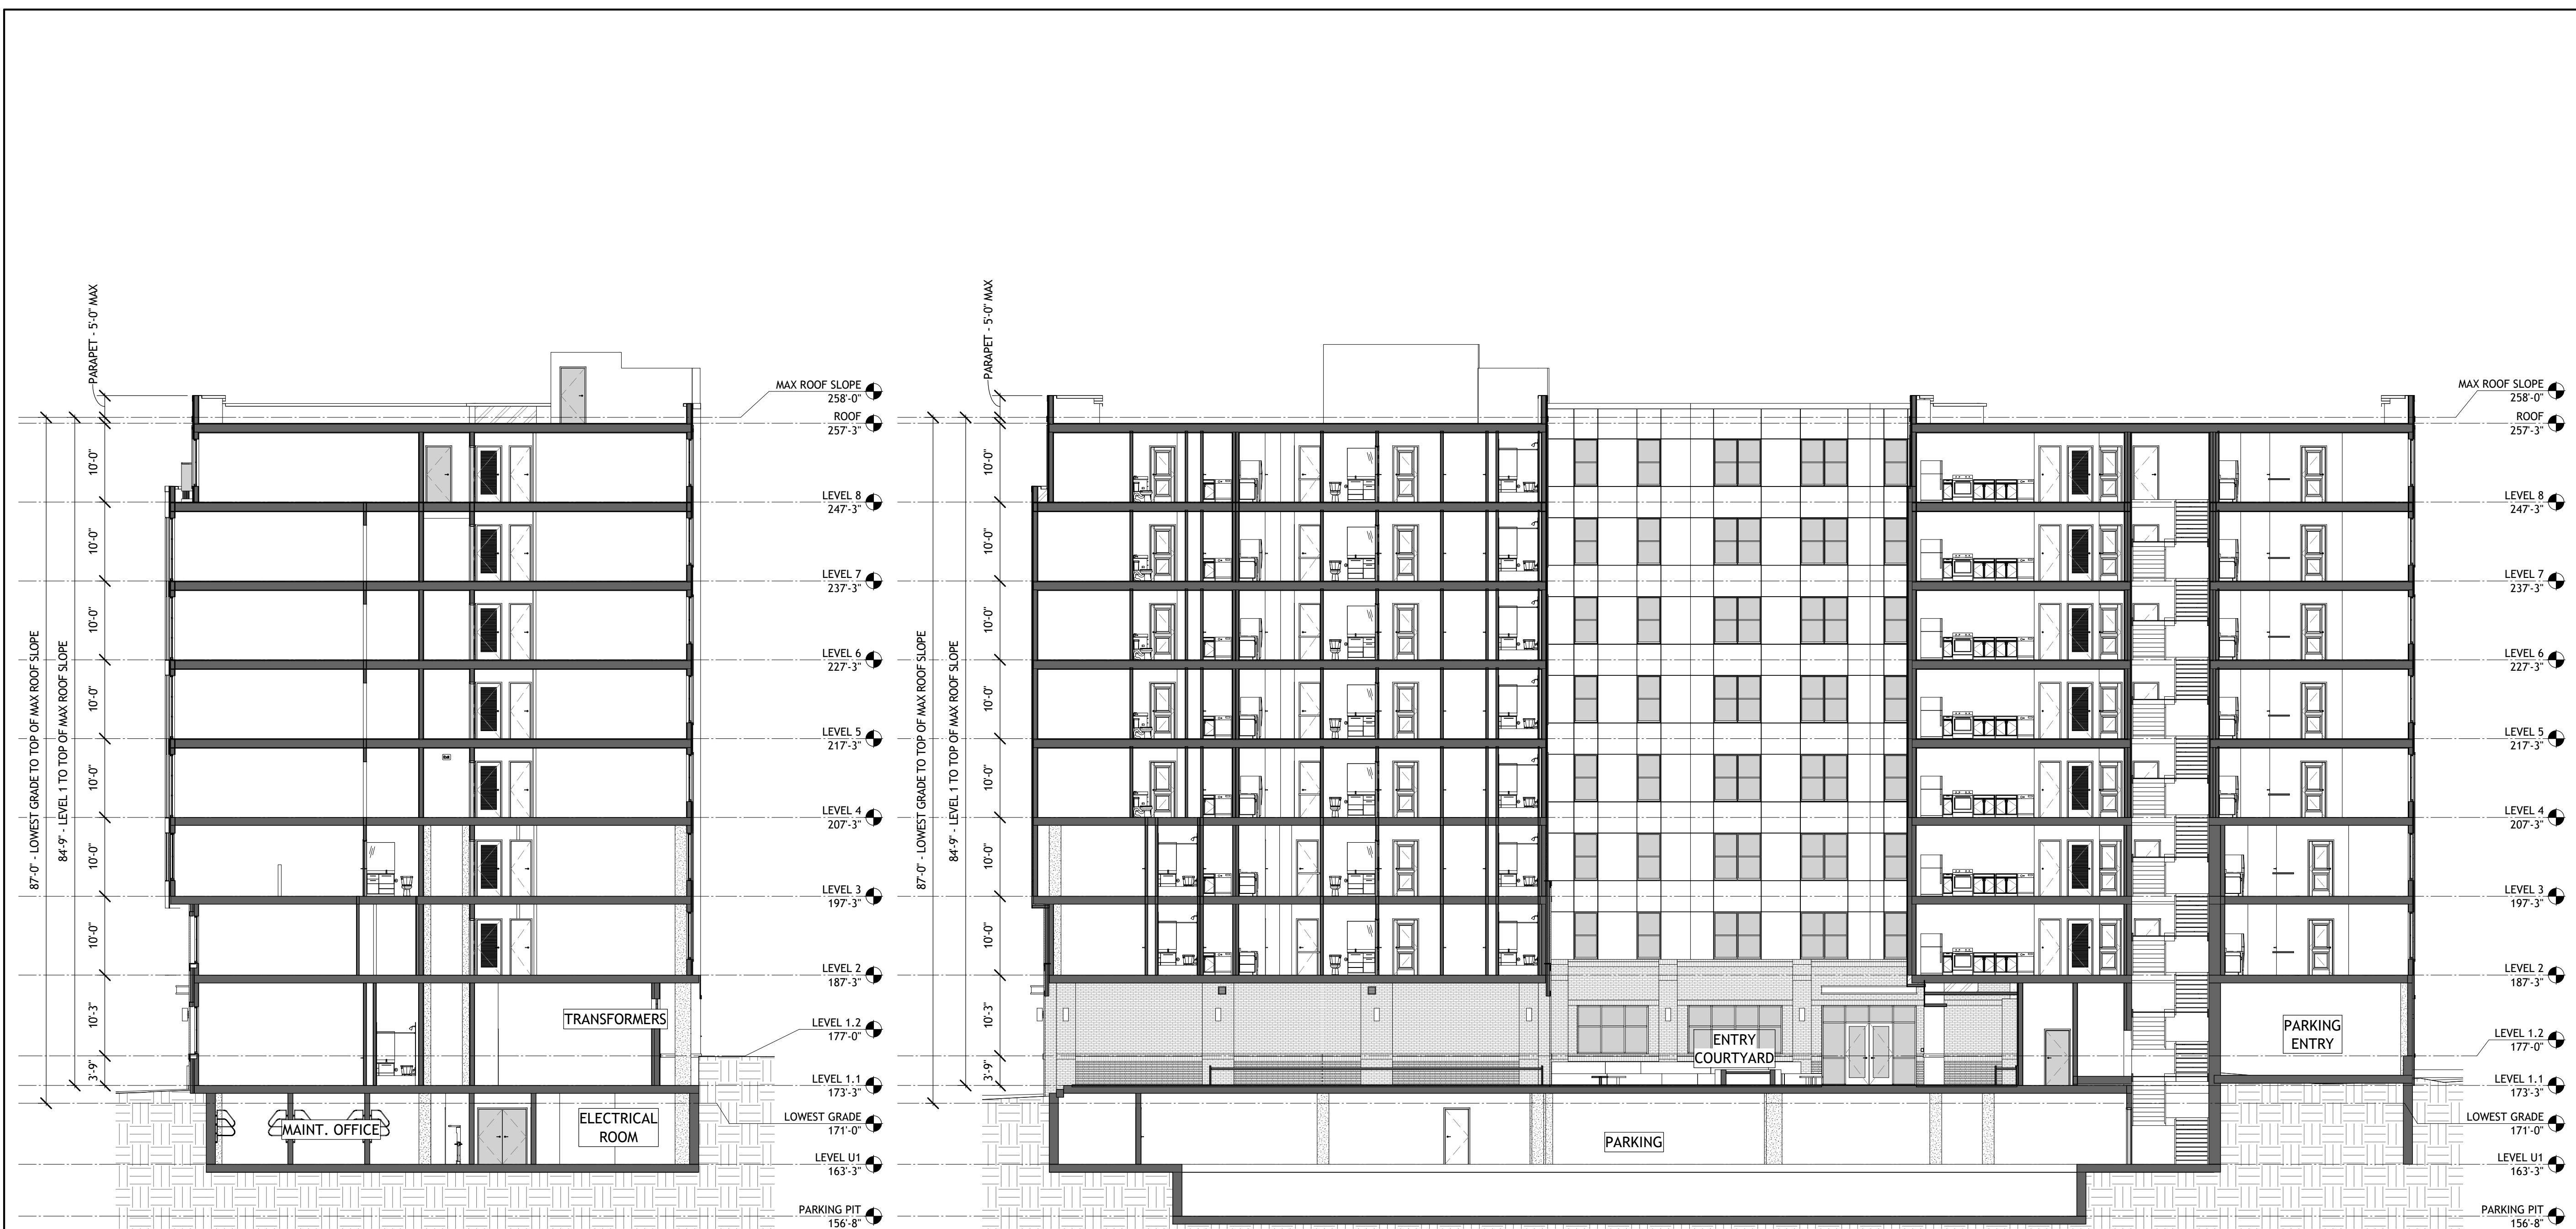 PARAPET - 5'-0" MAX
87'-0" - LOWEST GRADE TO TOP OF MAX ROOF SLOPE
84'-9" - LEVEL 1 TO TOP OF MAX ROOF SLOPE
10'-0"
10'-0"
10'-0"
10'-0"
10'-0"
10'-0"
10'-0"
10'-3"
3'-9"
TRANSFORMERS
MAINT. OFFICE
ELECTRICAL
ROOM
MAX ROOF SLOPE
258'-0"
ROOF
257'-3"
LEVEL 8
247'-3"
LEVEL 7
237'-3"
LEVEL 6
227'-3"
LEVEL 5
217'-3"
LEVEL 4
207'-3"
LEVEL 3
197'-3"
LEVEL 2
187'-3"
LEVEL 1.2
177'-0"
LEVEL 1.1
173'-3"
LOWEST GRADE
171'-0"
LEVEL U1
163'-3"
PARKING PIT
156'-8"
PARAPET - 5'-0" MAX
87'-0" - LOWEST GRADE TO TOP OF MAX ROOF SLOPE
84'-9" - LEVEL 1 TO TOP OF MAX ROOF SLOPE
10'-0"
10'-0"
10'-0"
10'-0"
10'-0"
10'-0"
10'-0"
10'-3"
3'-9"
ENTRY
COURTYARD
PARKING
PARKING
ENTRY
MAX ROOF SLOPE
258'-0"
ROOF
257'-3"
LEVEL 8
247'-3"
LEVEL 7
237'-3"
LEVEL 6
227'-3"
LEVEL 5
217'-3"
LEVEL 4
207'-3"
LEVEL 3
197'-3"
LEVEL 2
187'-3"
LEVEL 1.2
177'-0"
LEVEL 1.1
173'-3"
LOWEST GRADE
171'-0"
LEVEL U1
163'-3"
PARKING PIT
156'-8"